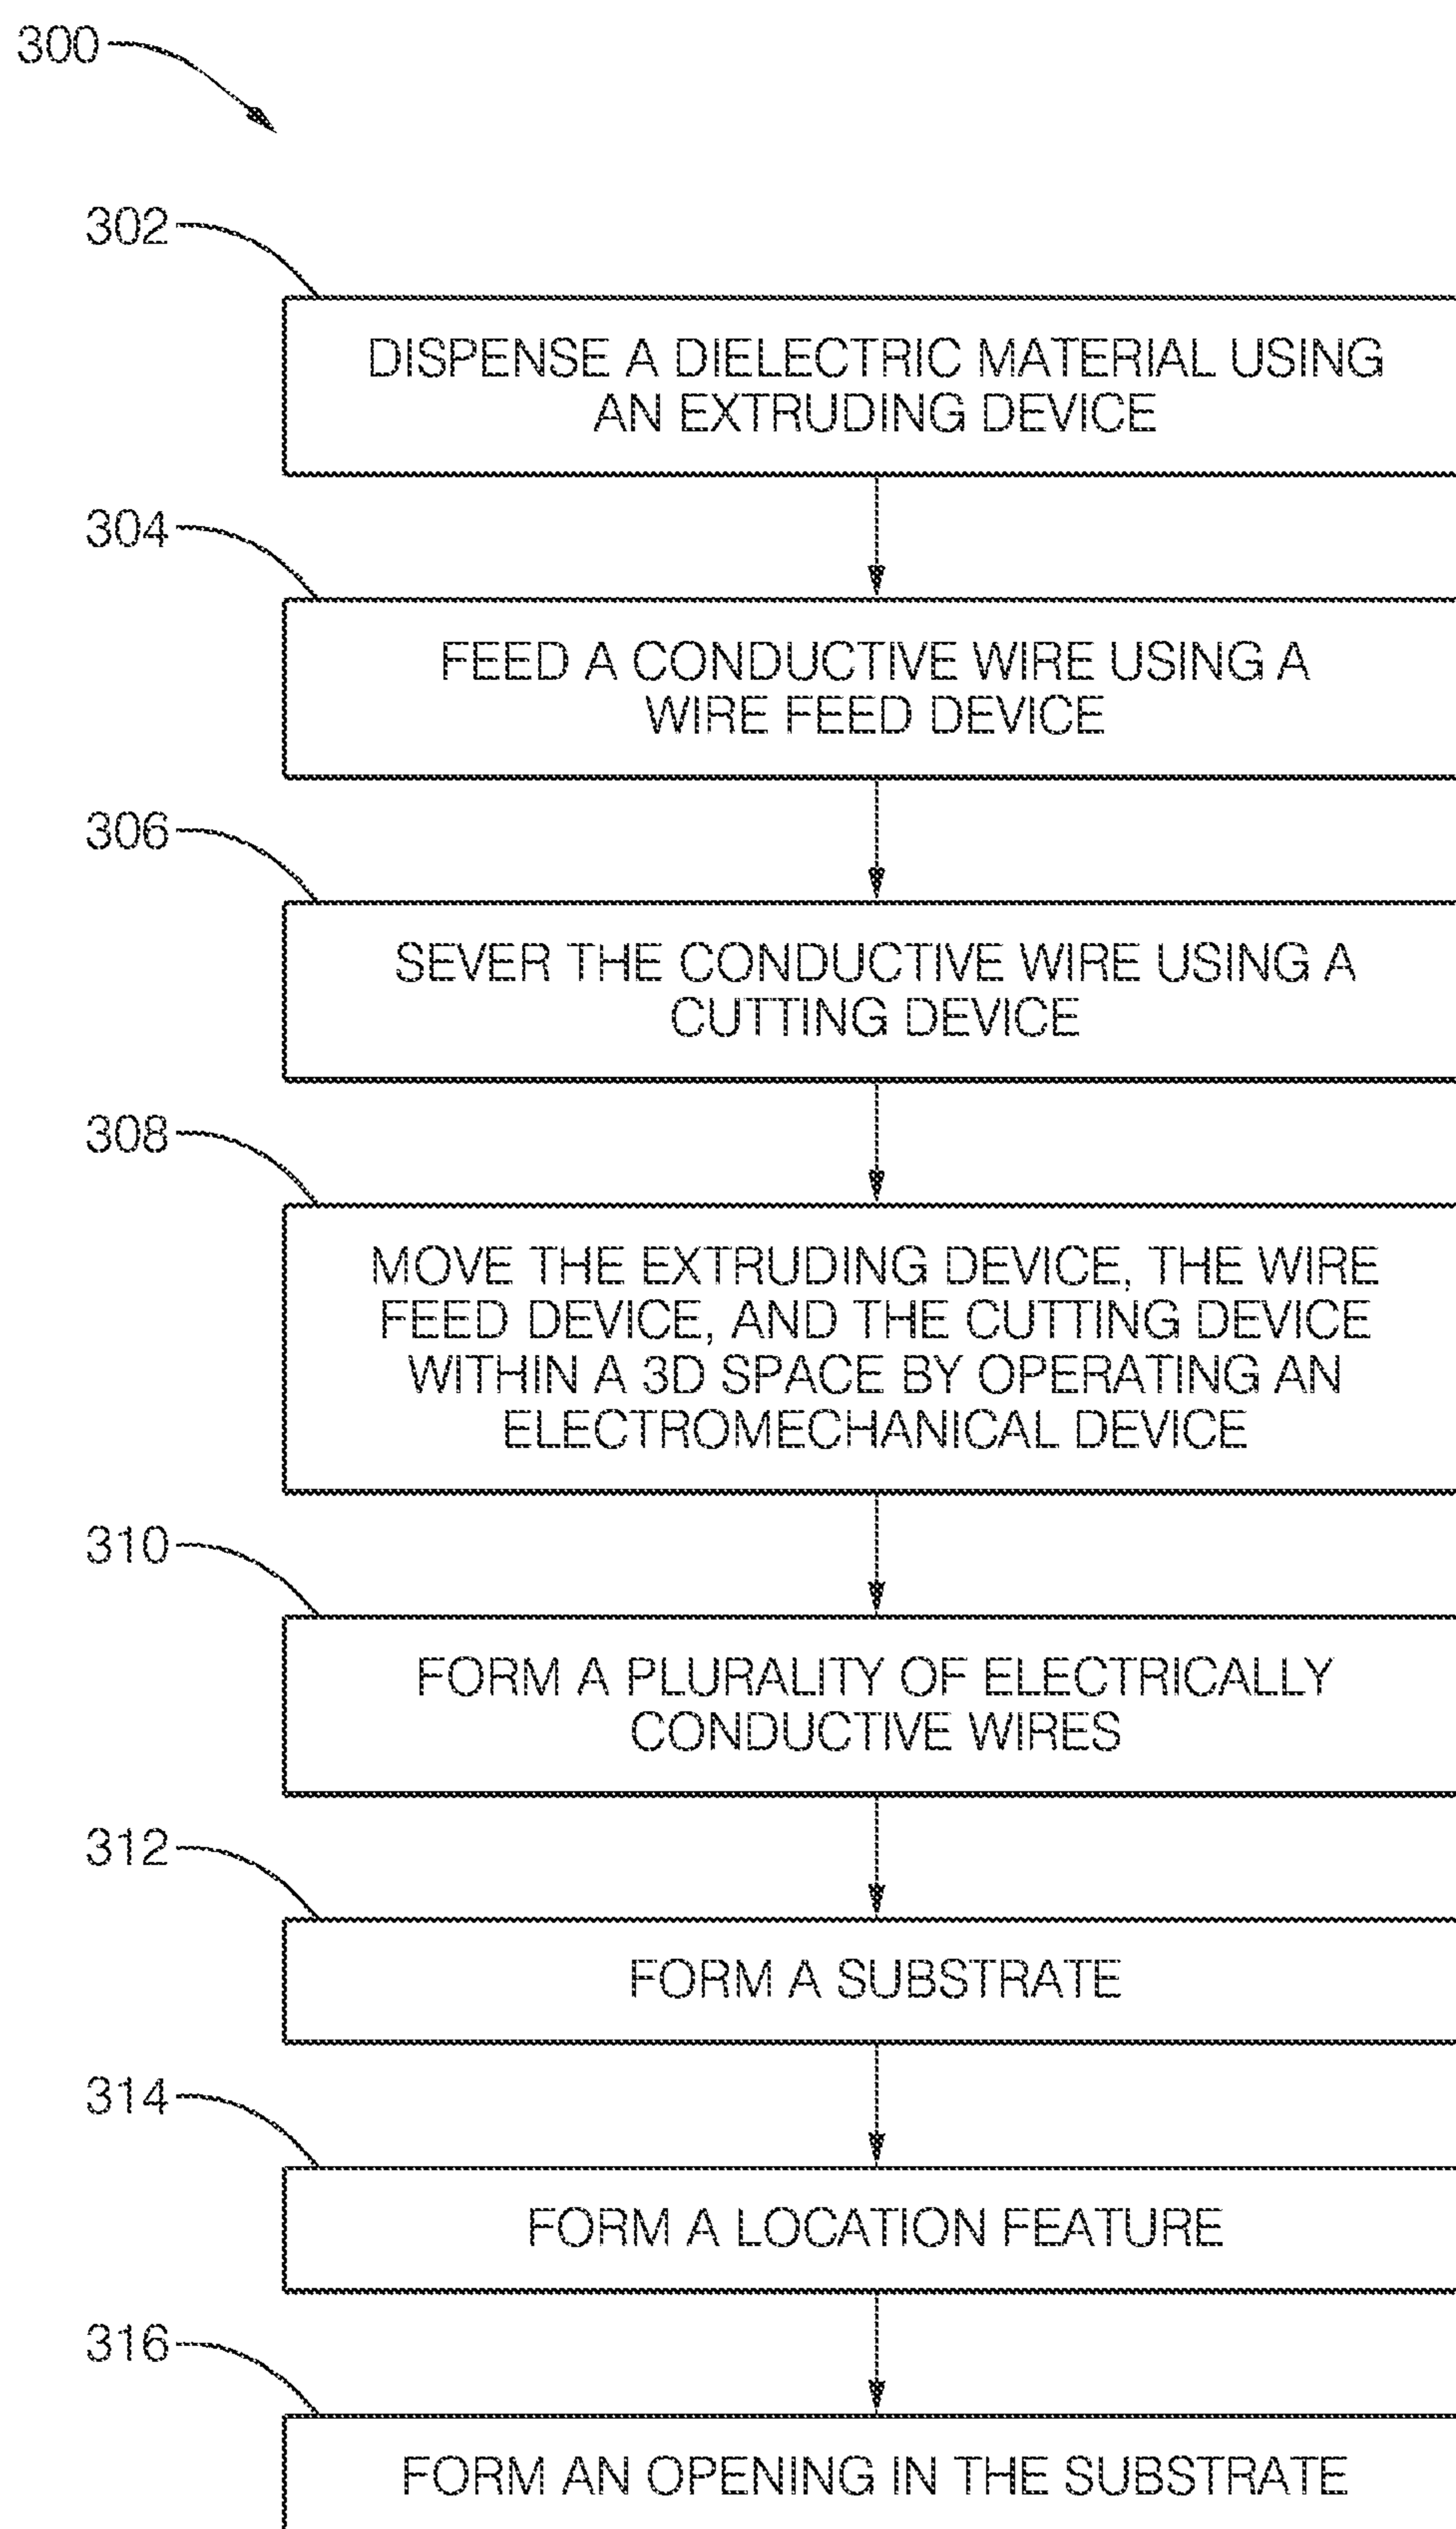 300
302
DISPENSE A DIELECTRIC MATERIAL USING
AN EXTRUDING DEVICE
304
FEED A CONDUCTIVE WIRE USING A
WIRE FEED DEVICE
306
SEVER THE CONDUCTIVE WIRE USING A
CUTTING DEVICE
308
MOVE THE EXTRUDING DEVICE, THE WIRE
FEED DEVICE, AND THE CUTTING DEVICE
WITHIN A 3D SPACE BY OPERATING AN
ELECTROMECHANICAL DEVICE
310
FORM A PLURALITY OF ELECTRICALLY
CONDUCTIVE WIRES
312
FORM A SUBSTRATE
314
FORM A LOCATION FEATURE
316
FORM AN OPENING IN THE SUBSTRATE